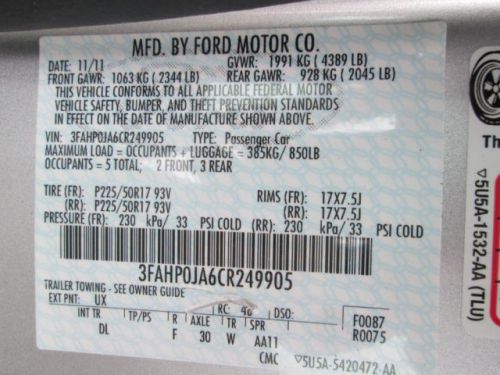 MFD. BY FORD MOTOR CO.
DATE: 11/11 GVWR: 1991 KG ( 4389 LB)
FRONT GAWR: 1063 KG ( 2344 LB) REAR GAWR: 928 KG ( 2045 LB)
THIS VEHICLE CONFORMS TO ALL APPLICABLE FEDERAL MOTOR
VEHICLE SAFETY, BUMPER, AND THEFT PREVENTION STANDARDS
IN EFFECT ON THE DATE OF MANUFACTURE SHOWN ABOVE.
VIN: 3FAHP0JA6CR249905 TYPE: Passenger Car
MAXIMUM LOAD = OCCUPANTS + LUGGAGE = 385KG / 850LB
OCCUPANTS = 5 TOTAL: 2 FRONT, 3 REAR
TIRE (FR): P225/50R17 93V RIMS (FR): 17X7.5J
(RR): P225/50R17 93V (RR): 17X7.5J
PRESSURE (FR): 230 kPa/ 33 PSI COLD (RR): 230 kPa/ 33 PSI COLD
3FAHP0JA6CR249905
TRAILER TOWING - SEE OWNER GUIDE
EXT PNT: UX RC: 48 F0087
INT TR TP/PS R AXLE TR SPR R0075
DL F 30 W AA11
CMC 5U5A-5420472-AA
5U5A-1532-AA (TLU)